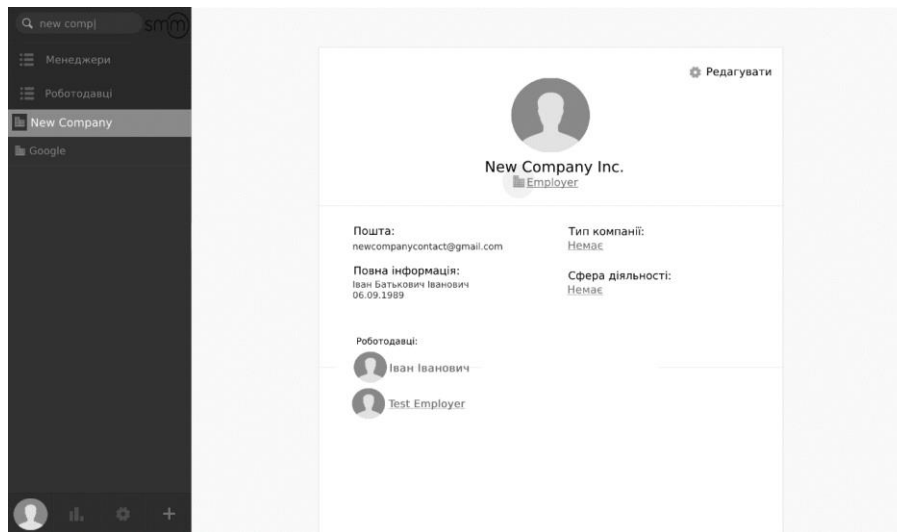 new comp
smm
Менеджери
Роботодавці
New Company
Google
Редагувати
New Company Inc.
Employer
Пошта:
newcompanycontact@gmail.com
Тип компанії:
Немає
Повна інформація:
Іван Батькович Іванович
06.09.1989
Сфера діяльності:
Немає
Роботодавці:
Іван Іванович
Test Employer